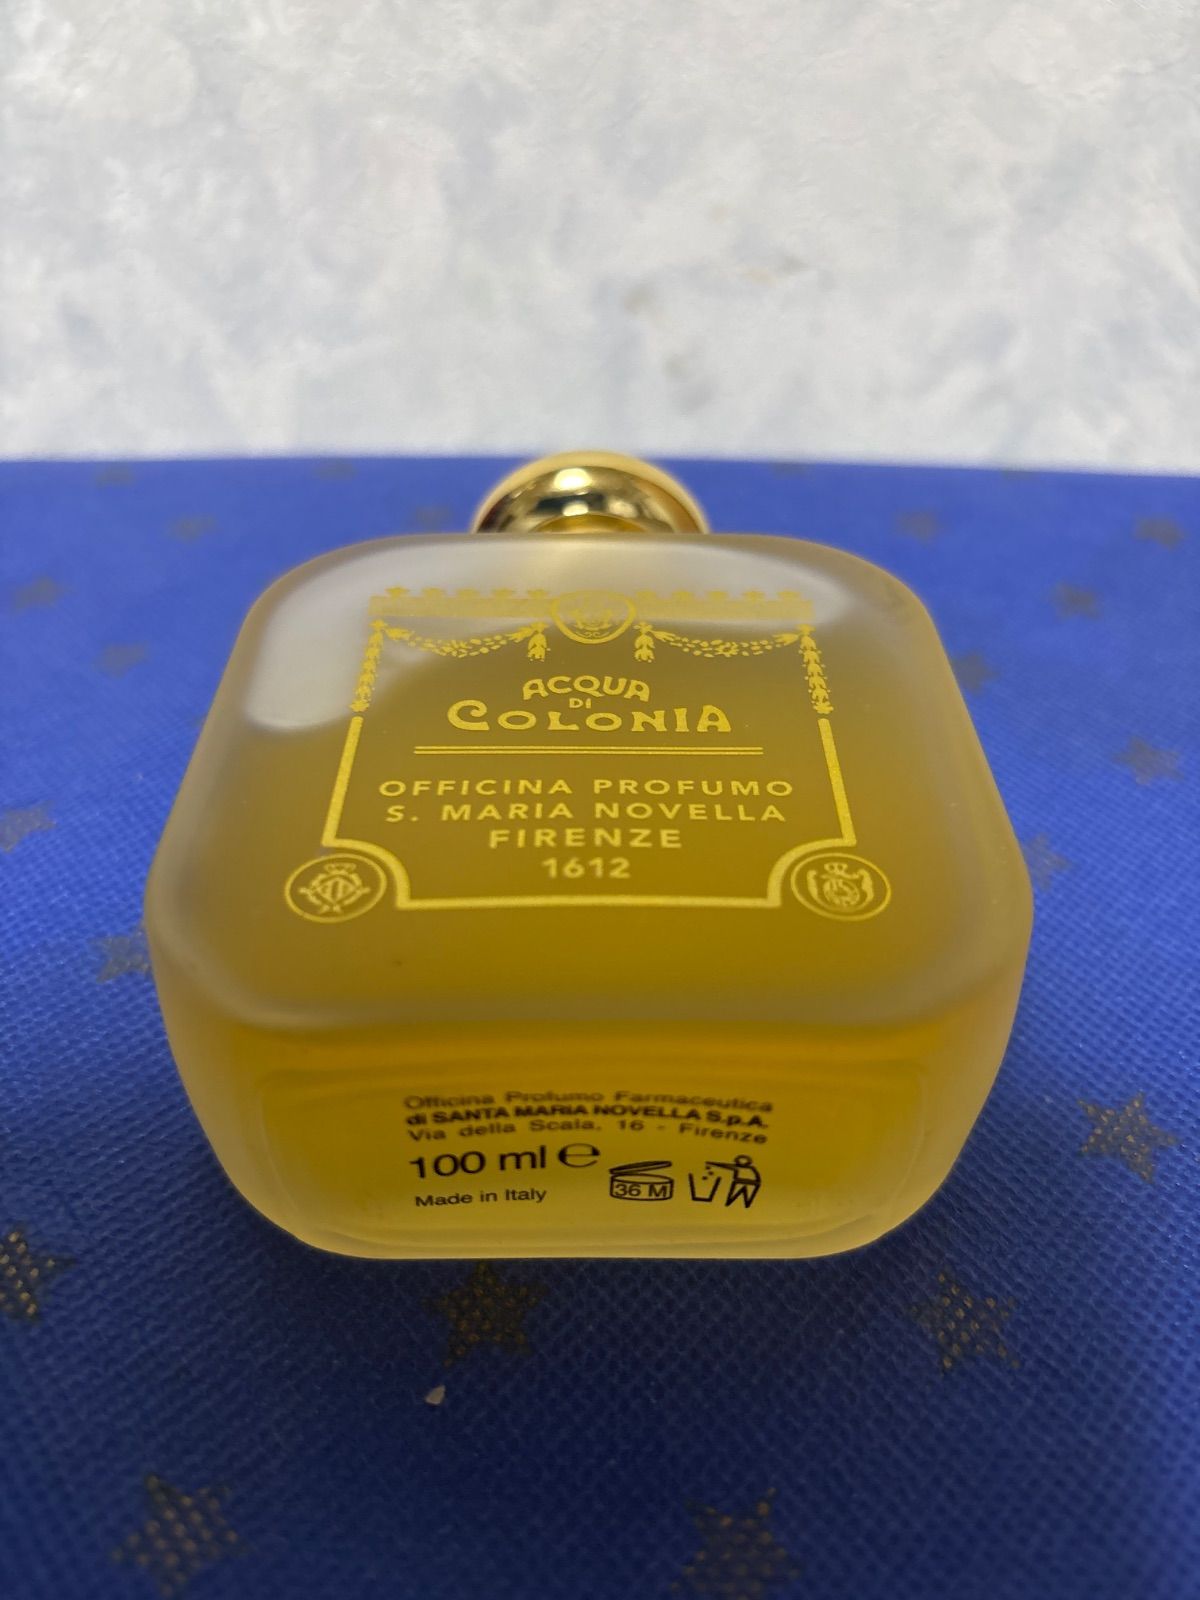 ACQUA
DI
COLONIA
OFFICINA PROFUMO
S. MARIA NOVELLA
FIRENZE
1612
Officina Profumo Farmaceutica
di SANTA MARIA NOVELLA S.p.A.
Via della Scala, 16 - Firenze
100 ml ℮
36 M
Made in Italy